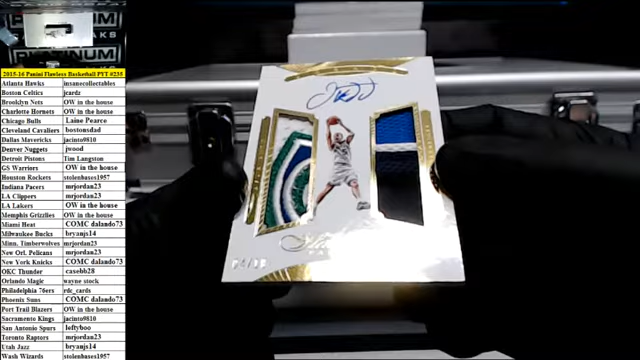 PLATINUM
BREAKS
PLATINUM
2015-16 Panini Flawless Basketball PYT #235
Atlanta Hawks insanecollectables
Boston Celtics jcardz
Brooklyn Nets OW in the house
Charlotte Hornets OW in the house
Chicago Bulls Laine Pearce
Cleveland Cavaliers bostonsdad
Dallas Mavericks jacinto9810
Denver Nuggets jwood
Detroit Pistons Tim Langston
GS Warriors OW in the house
Houston Rockets stolenbases1957
Indiana Pacers mrjordan23
LA Clippers mrjordan23
LA Lakers OW in the house
Memphis Grizzlies OW in the house
Miami Heat COMC dalando73
Milwaukee Bucks bryanjs14
Minn. Timberwolves mrjordan23
New Orl. Pelicans mrjordan23
New York Knicks COMC dalando73
OKC Thunder casebb28
Orlando Magic wayne stock
Philadelphia 76ers rdc_cards
Phoenix Suns COMC dalando73
Port Trail Blazers OW in the house
Sacramento Kings jacinto9810
San Antonio Spurs leftyboo
Toronto Raptors mrjordan23
Utah Jazz bryanjs14
Wash Wizards stolenbases1957